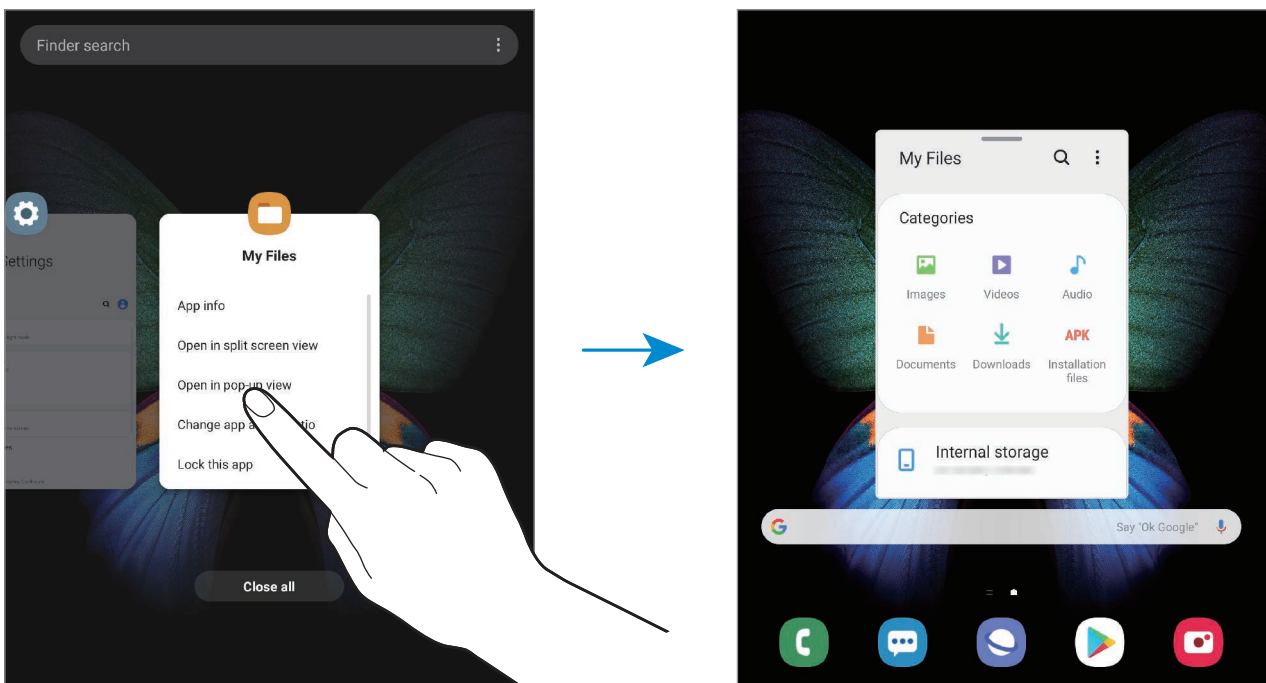 Finder search
Settings
My Files
App info
Open in split screen view
Open in pop-up view
Change app a tio
Lock this app
Close all
My Files
Categories
Images Videos Audio
APK
Documents Downloads Installation
files
Internal storage
G Say "Ok Google"